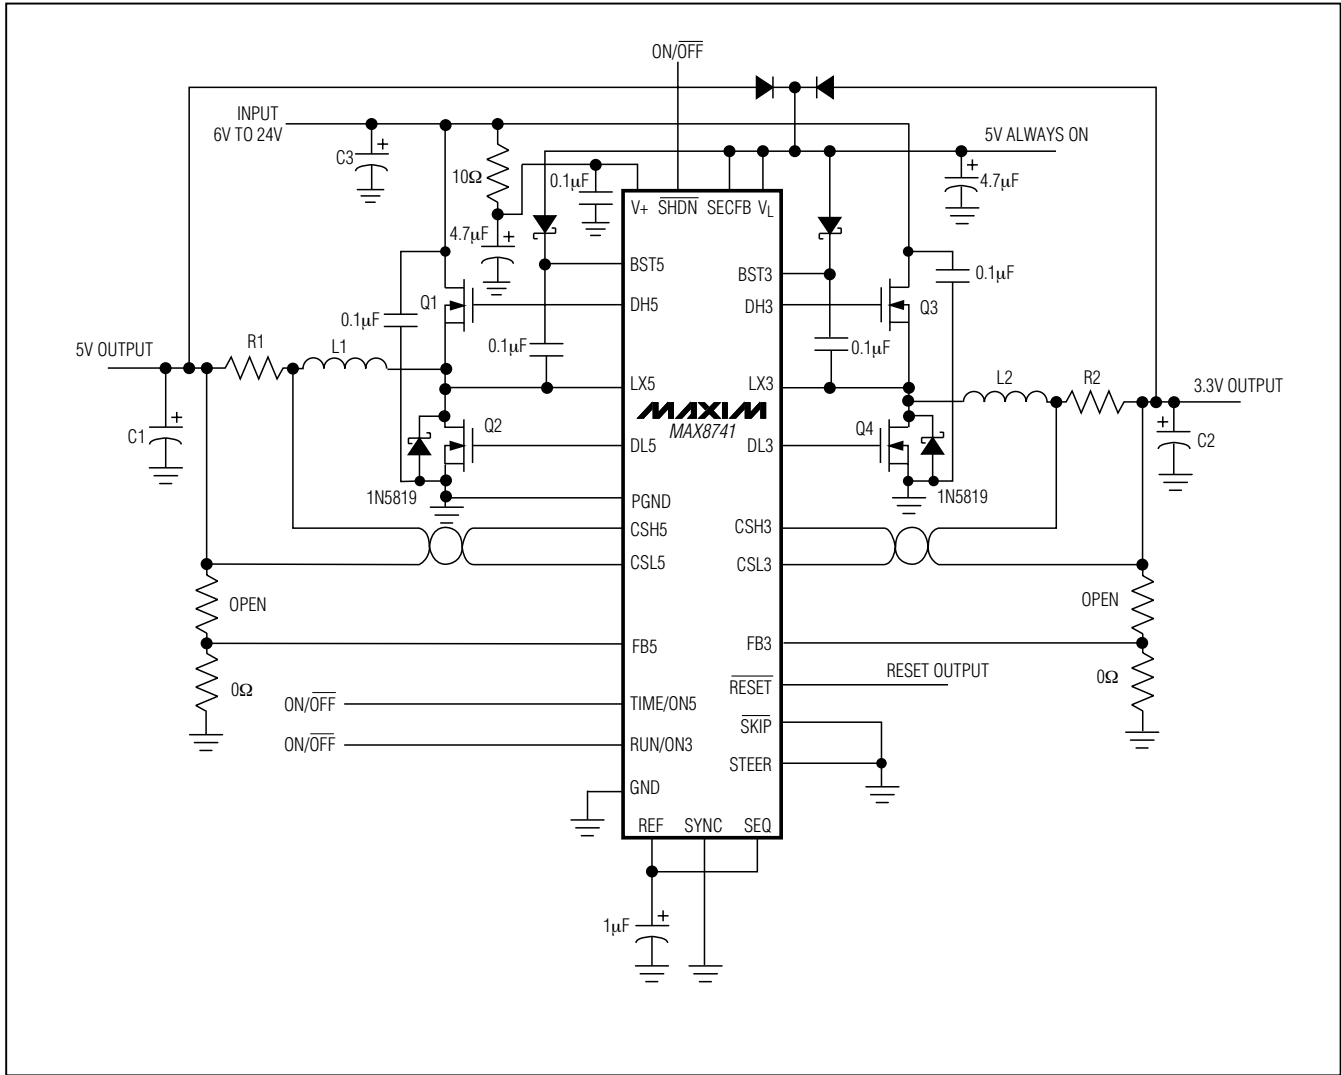 ON/OFF
INPUT
6V TO 24V
5V ALWAYS ON
C3
+
10Ω
0.1μF
+
4.7μF
V+
SHDN
SECFB
VL
4.7μF
+
BST5
BST3
0.1μF
Q1
DH5
DH3
Q3
0.1μF
5V OUTPUT
R1
L1
0.1μF
0.1μF
LX5
LX3
L2
R2
3.3V OUTPUT
MAXIM
MAX8741
+
C1
Q2
Q4
+
C2
DL5
DL3
1N5819
1N5819
PGND
CSH5
CSH3
CSL5
CSL3
OPEN
OPEN
FB5
FB3
0Ω
RESET
RESET OUTPUT
0Ω
ON/OFF
TIME/ON5
SKIP
ON/OFF
RUN/ON3
STEER
GND
REF
SYNC
SEQ
1μF
+